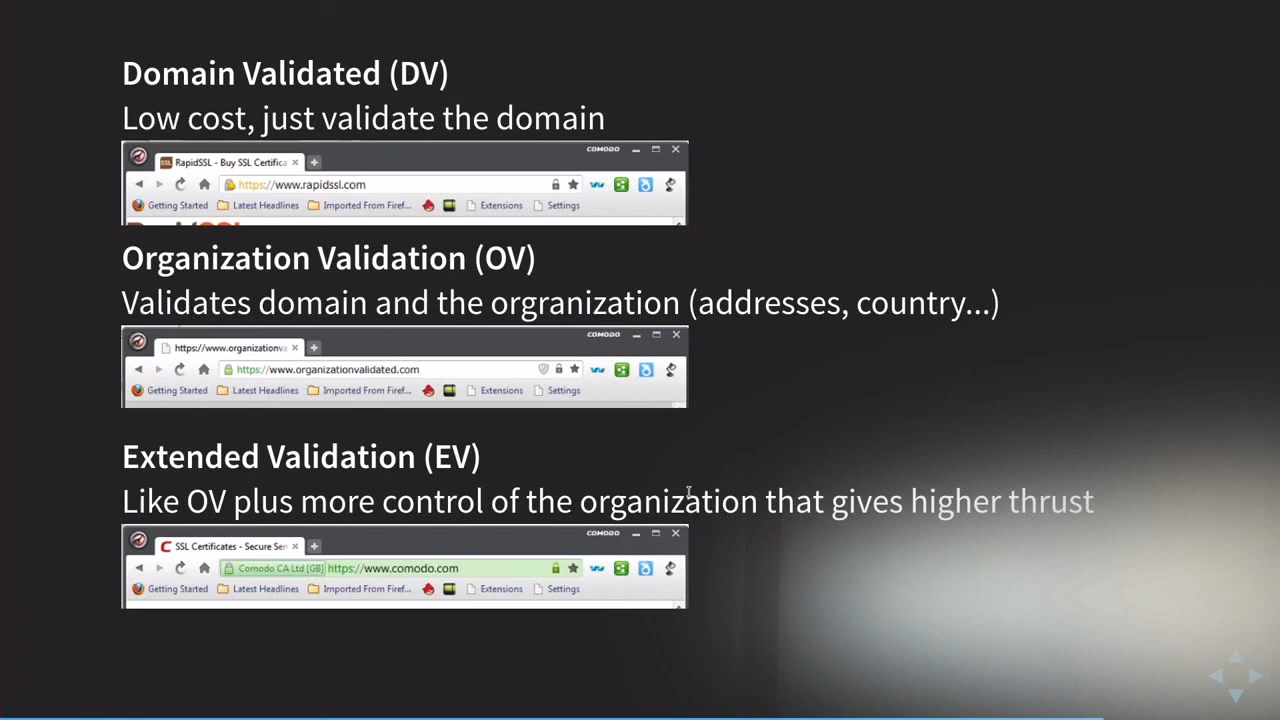 Domain Validated (DV)
Low cost, just validate the domain
COMODO
RapidSSL - Buy SSL Certifica
https://www.rapidssl.com
Getting Started Latest Headlines Imported From Firef... Extensions Settings
Organization Validation (OV)
Validates domain and the orgranization (addresses, country...)
COMODO
https://www.organizationva
https://www.organizationvalidated.com
Getting Started Latest Headlines Imported From Firef... Extensions Settings
Extended Validation (EV)
Like OV plus more control of the organization that gives higher thrust
COMODO
SSL Certificates - Secure Ser
Comodo CA Ltd [GB] https://www.comodo.com
Getting Started Latest Headlines Imported From Firef... Extensions Settings